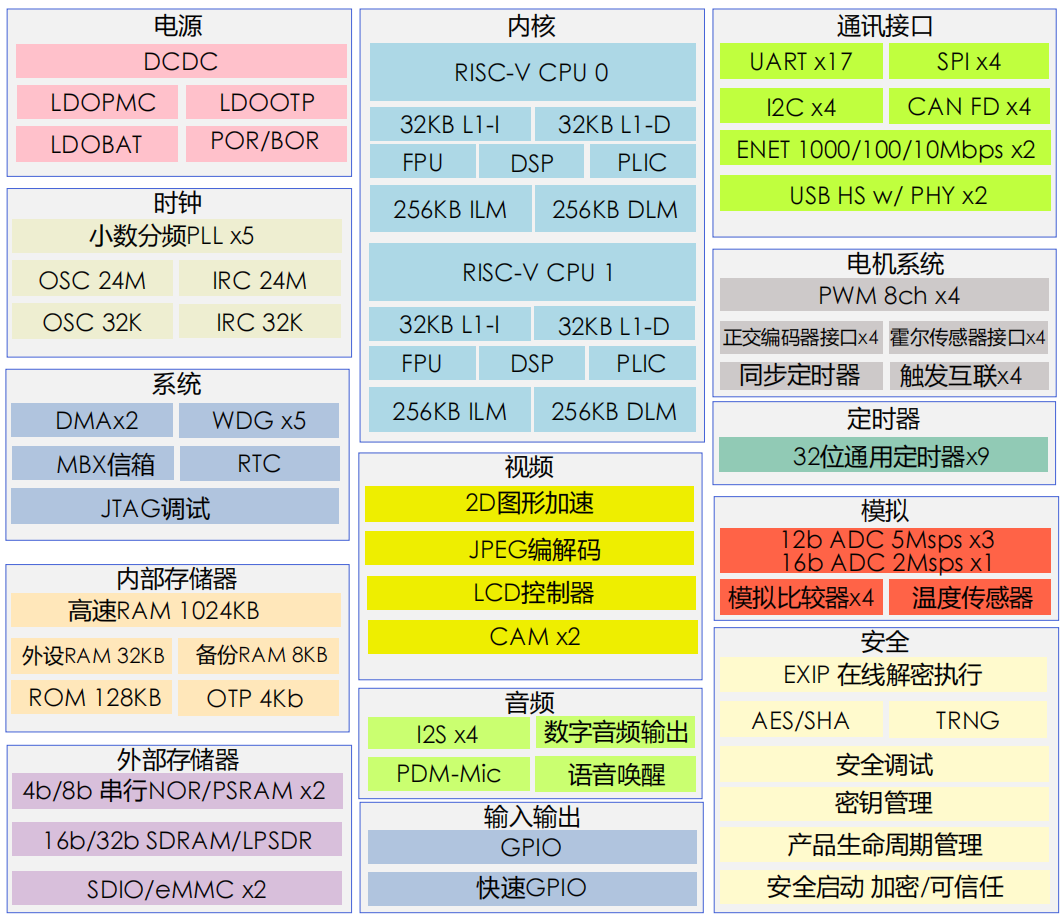 电源
DCDC
LDOPMC
LDOOTP
LDOBAT
POR/BOR
时钟
小数分频PLL x5
OSC 24M
IRC 24M
OSC 32K
IRC 32K
系统
DMAx2
WDG x5
MBX信箱
RTC
JTAG调试
内部存储器
高速RAM 1024KB
外设RAM 32KB
备份RAM 8KB
ROM 128KB
OTP 4Kb
外部存储器
4b/8b 串行NOR/PSRAM x2
16b/32b SDRAM/LPSDR
SDIO/eMMC x2
内核
RISC-V CPU 0
32KB L1-I
32KB L1-D
FPU
DSP
PLIC
256KB ILM
256KB DLM
RISC-V CPU 1
32KB L1-I
32KB L1-D
FPU
DSP
PLIC
256KB ILM
256KB DLM
视频
2D图形加速
JPEG编解码
LCD控制器
CAM x2
音频
I2S x4
数字音频输出
PDM-Mic
语音唤醒
输入输出
GPIO
快速GPIO
通讯接口
UART x17
SPI x4
I2C x4
CAN FD x4
ENET 1000/100/10Mbps x2
USB HS w/ PHY x2
电机系统
PWM 8ch x4
正交编码器接口x4
霍尔传感器接口x4
同步定时器
触发互联x4
定时器
32位通用定时器x9
模拟
12b ADC 5Msps x3
16b ADC 2Msps x1
模拟比较器x4
温度传感器
安全
EXIP 在线解密执行
AES/SHA
TRNG
安全调试
密钥管理
产品生命周期管理
安全启动 加密/可信任